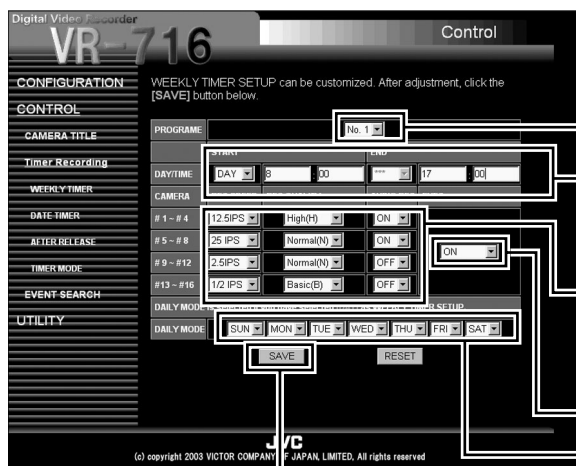 Digital Video Recorder
VR-716
Control
CONFIGURATION
CONTROL
CAMERA TITLE
Timer Recording
WEEKLY TIMER
DATE TIMER
AFTER RELEASE
TIMER MODE
EVENT SEARCH
UTILITY
WEEKLY TIMER SETUP can be customized. After adjustment, click the
[SAVE] button below.
PROGRAME No. 1
START END
DAY/TIME DAY 8 : 00 *** 17 : 00
CAMERA
# 1 ~ # 4 12.5IPS High(H) ON
# 5 ~ # 8 25 IPS Normal(N) ON
ON
# 9 ~ #12 2.5IPS Normal(N) OFF
#13 ~ #16 1/2 IPS Basic(B) OFF
DAILY MODE
DAILY MODE SUN MON TUE WED THU FRI SAT
SAVE RESET
JVC
(c) copyright 2003 VICTOR COMPANY OF JAPAN, LIMITED, All rights reserved